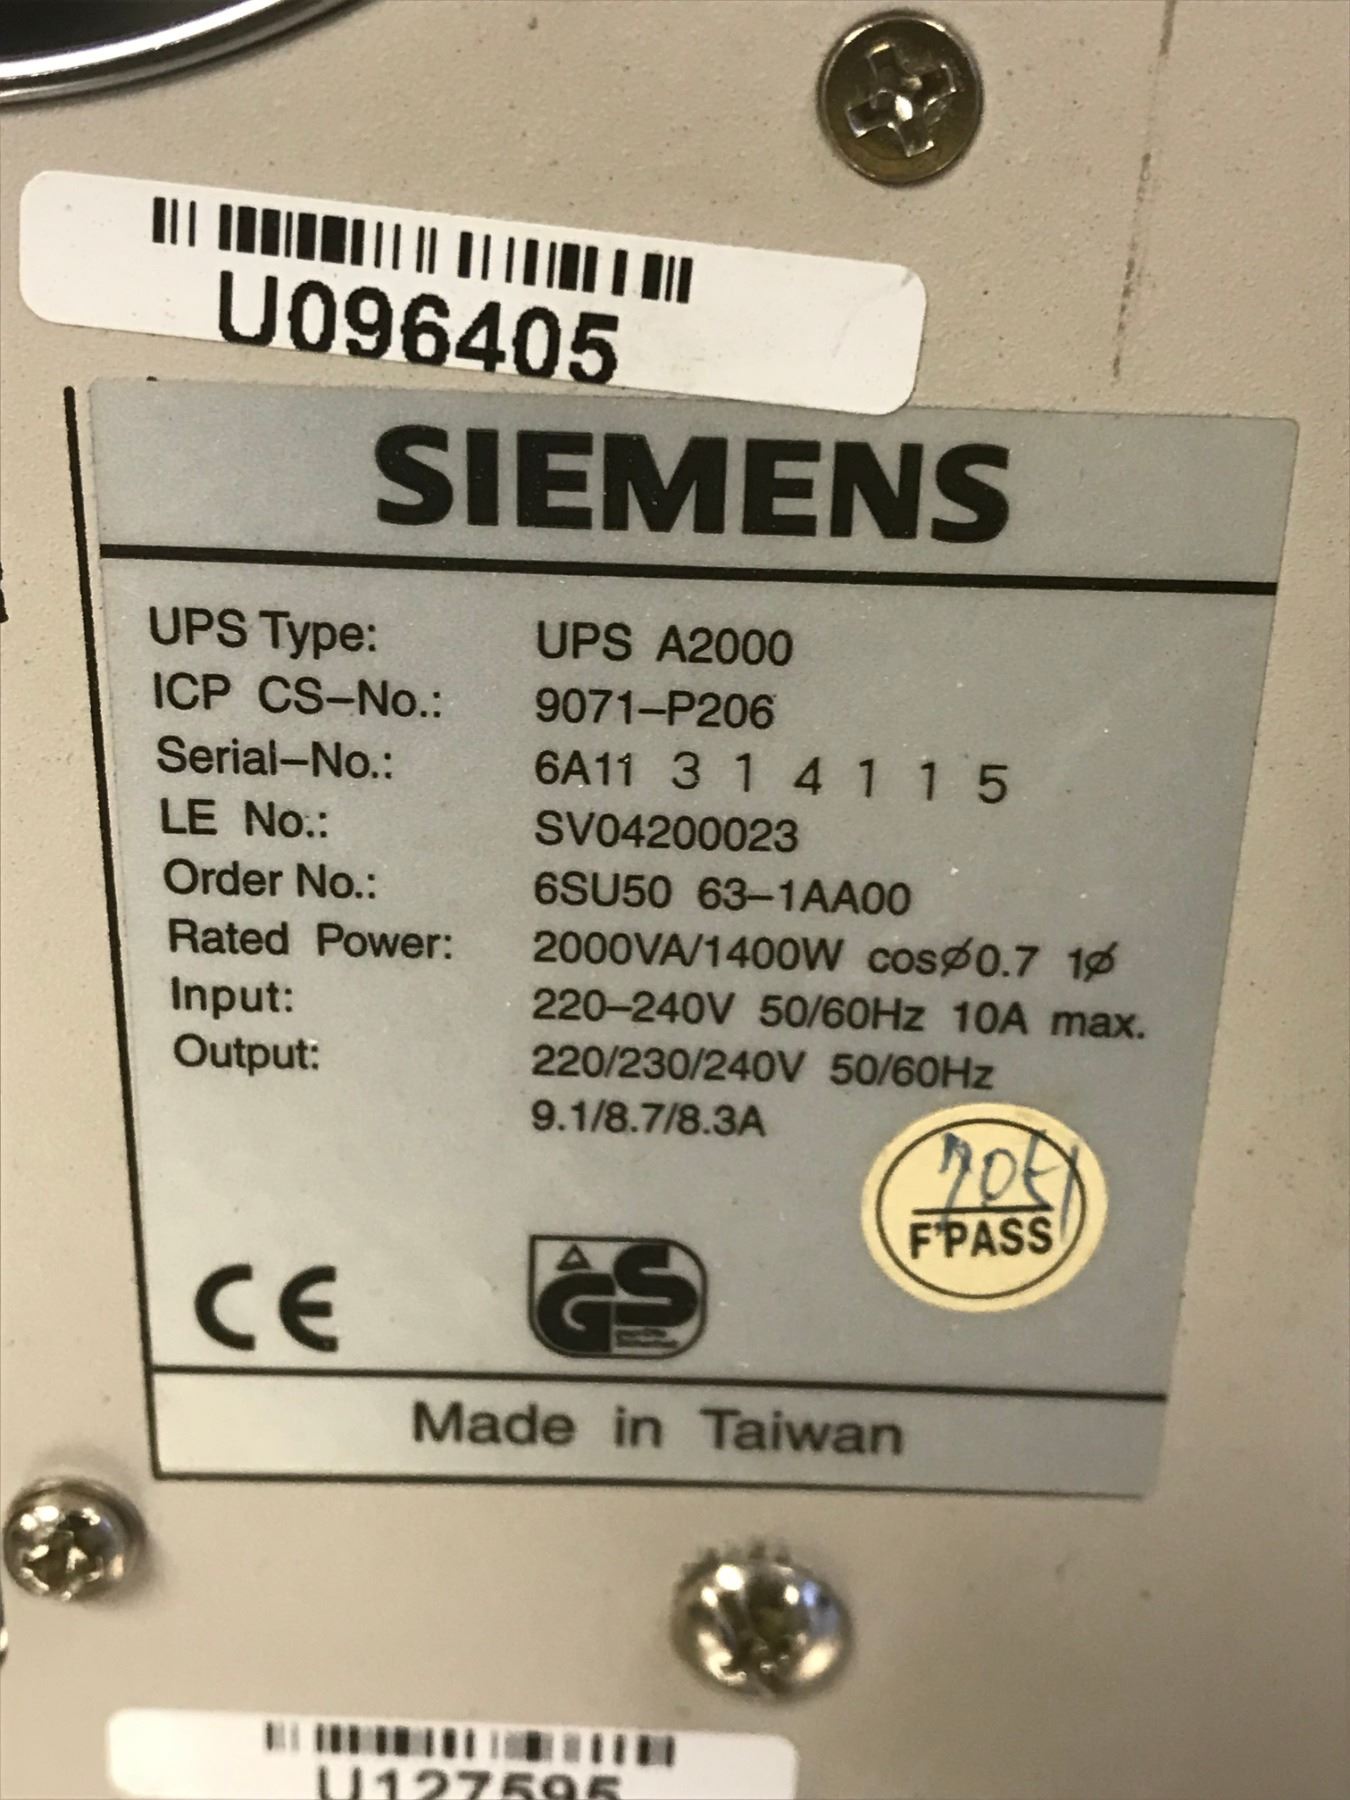 U096405
SIEMENS
UPS Type: UPS A2000
ICP CS-No.: 9071-P206
Serial-No.: 6A11 3 1 4 1 1 5
LE No.: SV04200023
Order No.: 6SU50 63-1AA00
Rated Power: 2000VA/1400W cosø0.7 1ø
Input: 220-240V 50/60Hz 10A max.
Output: 220/230/240V 50/60Hz
9.1/8.7/8.3A
F'PASS
CE
GS
Made in Taiwan
U127595